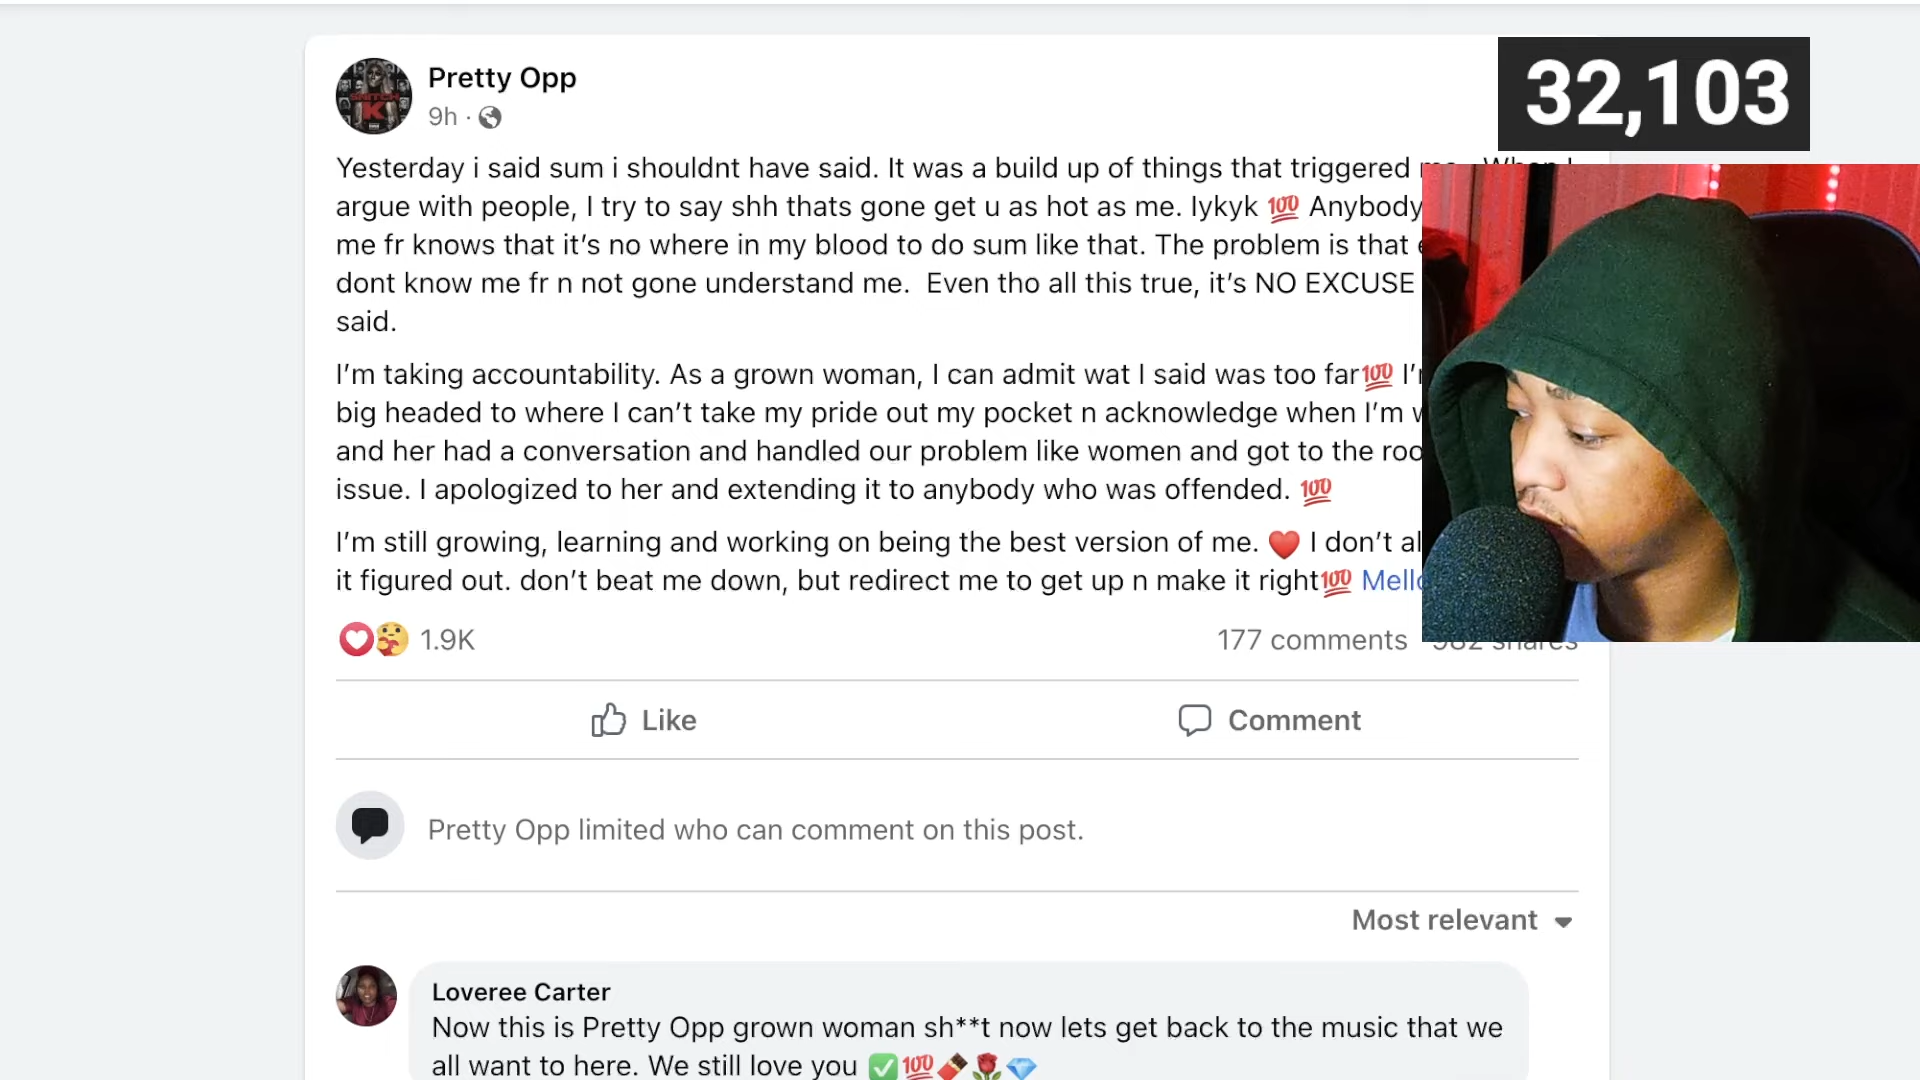 Pretty Opp
9h ·
32,103
Yesterday i said sum i shouldnt have said. It was a build up of things that triggered
argue with people, I try to say shh thats gone get u as hot as me. Iykyk 💯 Anybody
me fr knows that it’s no where in my blood to do sum like that. The problem is that
dont know me fr n not gone understand me. Even tho all this true, it’s NO EXCUSE
said.
I’m taking accountability. As a grown woman, I can admit wat I said was too far💯
big headed to where I can’t take my pride out my pocket n acknowledge when I’m
and her had a conversation and handled our problem like women and got to the
issue. I apologized to her and extending it to anybody who was offended. 💯
I’m still growing, learning and working on being the best version of me. ❤️ I don’t
it figured out. don’t beat me down, but redirect me to get up n make it right💯
1.9K
177 comments
Like
Comment
Pretty Opp limited who can comment on this post.
Most relevant
Loveree Carter
Now this is Pretty Opp grown woman sh**t now lets get back to the music that we
all want to here. We still love you ✅💯🍫🌹💎